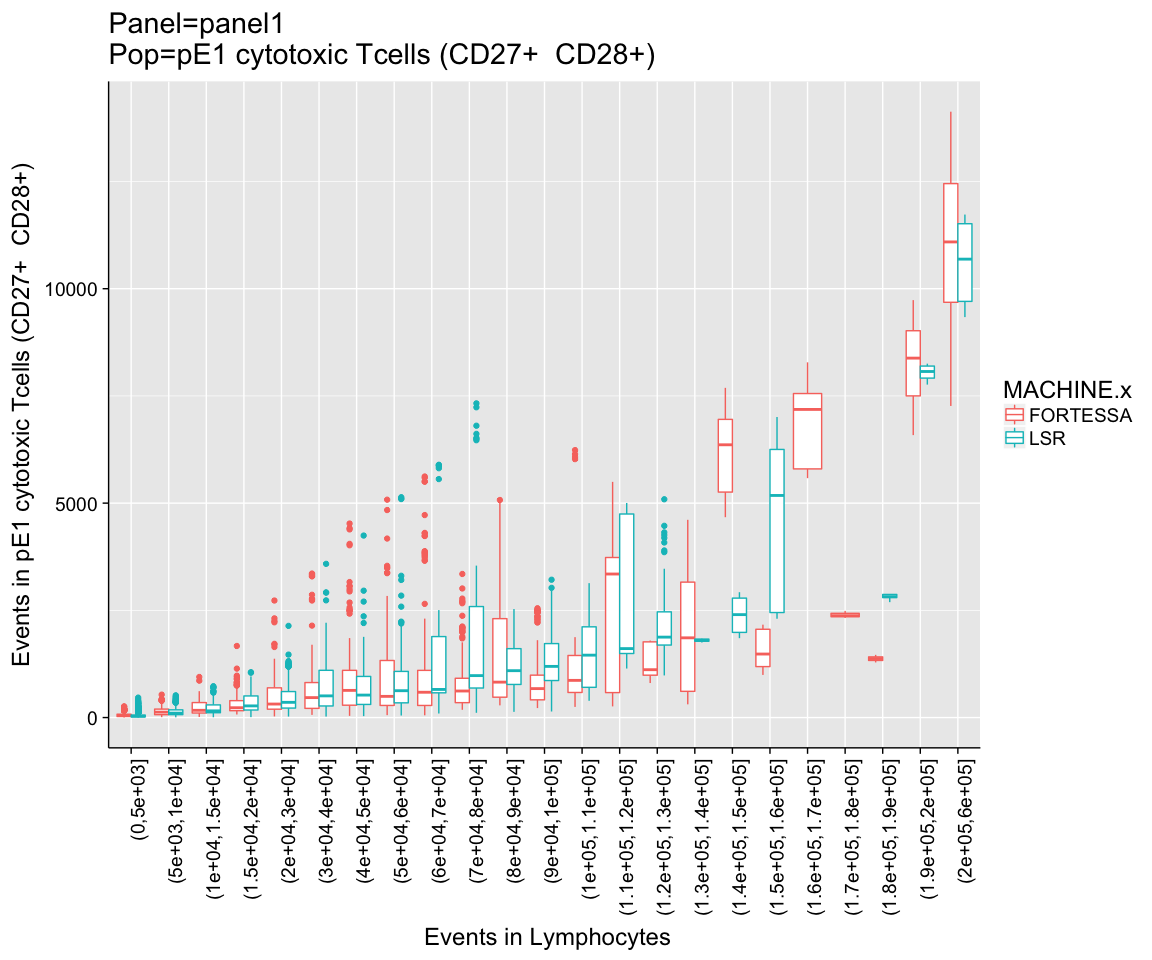 Panel=panel1
Pop=pE1 cytotoxic Tcells (CD27+  CD28+)
Events in pE1 cytotoxic Tcells (CD27+  CD28+)
10000
5000
0
(0,5e+03]
(5e+03,1e+04]
(1e+04,1.5e+04]
(1.5e+04,2e+04]
(2e+04,3e+04]
(3e+04,4e+04]
(4e+04,5e+04]
(5e+04,6e+04]
(6e+04,7e+04]
(7e+04,8e+04]
(8e+04,9e+04]
(9e+04,1e+05]
(1e+05,1.1e+05]
(1.1e+05,1.2e+05]
(1.2e+05,1.3e+05]
(1.3e+05,1.4e+05]
(1.4e+05,1.5e+05]
(1.5e+05,1.6e+05]
(1.6e+05,1.7e+05]
(1.7e+05,1.8e+05]
(1.8e+05,1.9e+05]
(1.9e+05,2e+05]
(2e+05,6e+05]
Events in Lymphocytes
MACHINE.x
FORTESSA
LSR